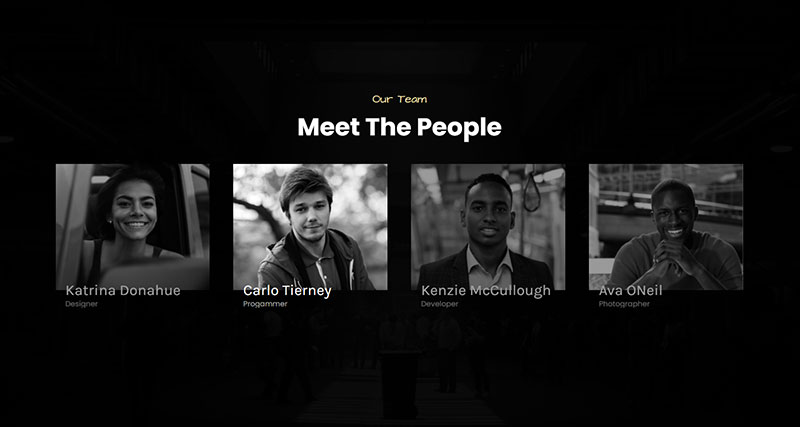 Our Team
Meet The People
Katrina Donahue
Designer
Carlo Tierney
Progammer
Kenzie McCullough
Developer
Ava ONeil
Photographer